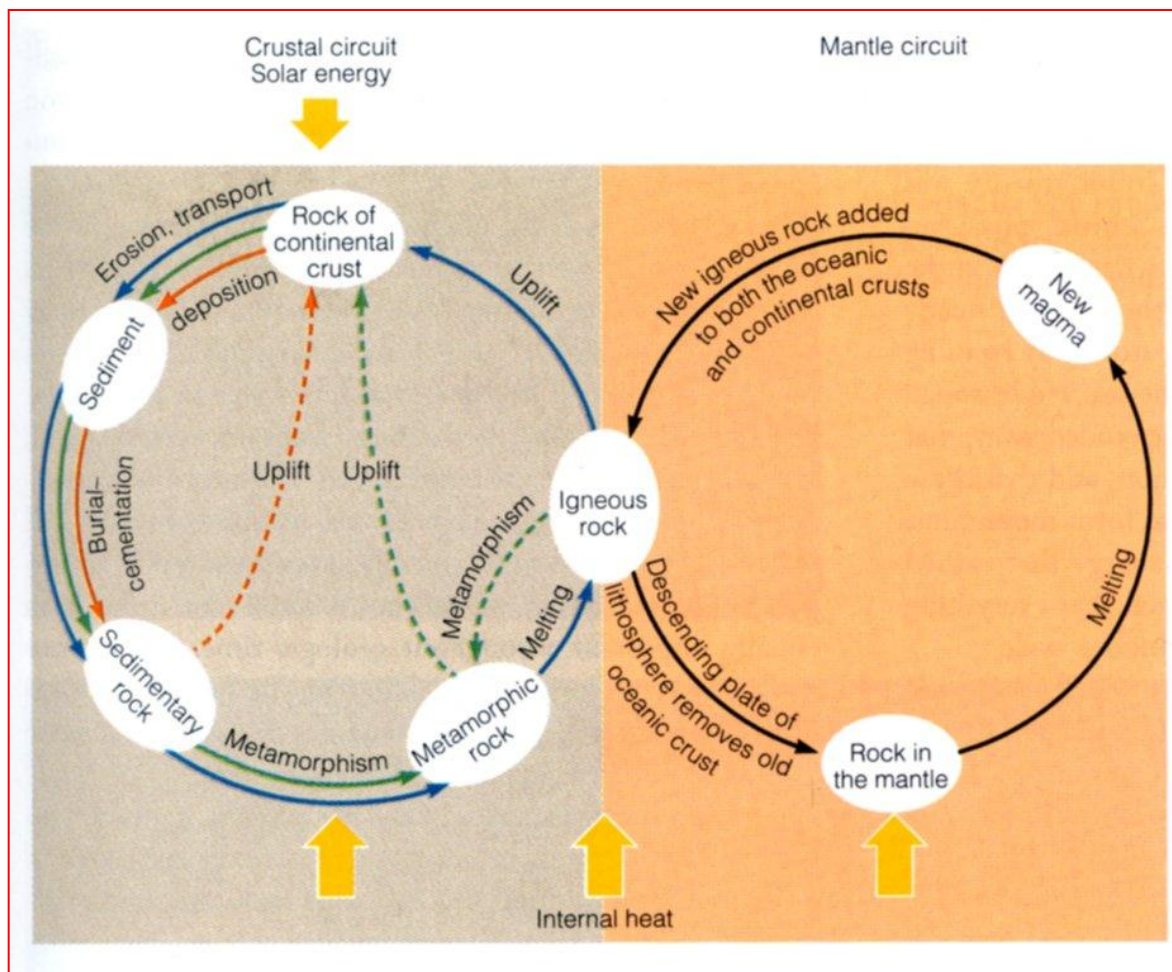 Crustal circuit
Solar energy
Mantle circuit
Erosion, transport
deposition
Rock of
continental
crust
Uplift
New igneous rock added
to both the oceanic
and continental crusts
New
magma
Sediment
Burial–
cementation
Uplift
Uplift
Metamorphism
Igneous
rock
Melting
Descending plate of
lithosphere removes old
oceanic crust
Melting
Sedimentary
rock
Metamorphism
Metamorphic
rock
Rock in
the mantle
Internal heat